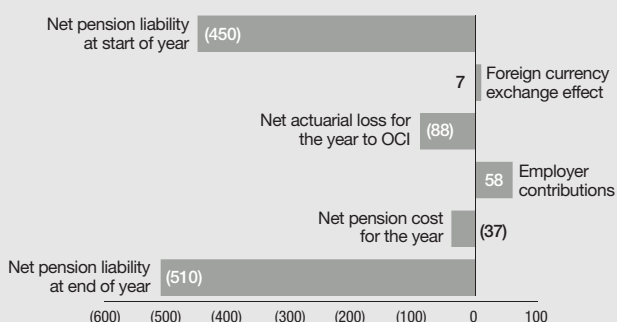 Net pension liability
at start of year
(450)
7
Foreign currency
exchange effect
Net actuarial loss for
the year to OCI
(88)
58
Employer
contributions
Net pension cost
for the year
(37)
Net pension liability
at end of year
(510)
(600) (500) (400) (300) (200) (100) 0 100